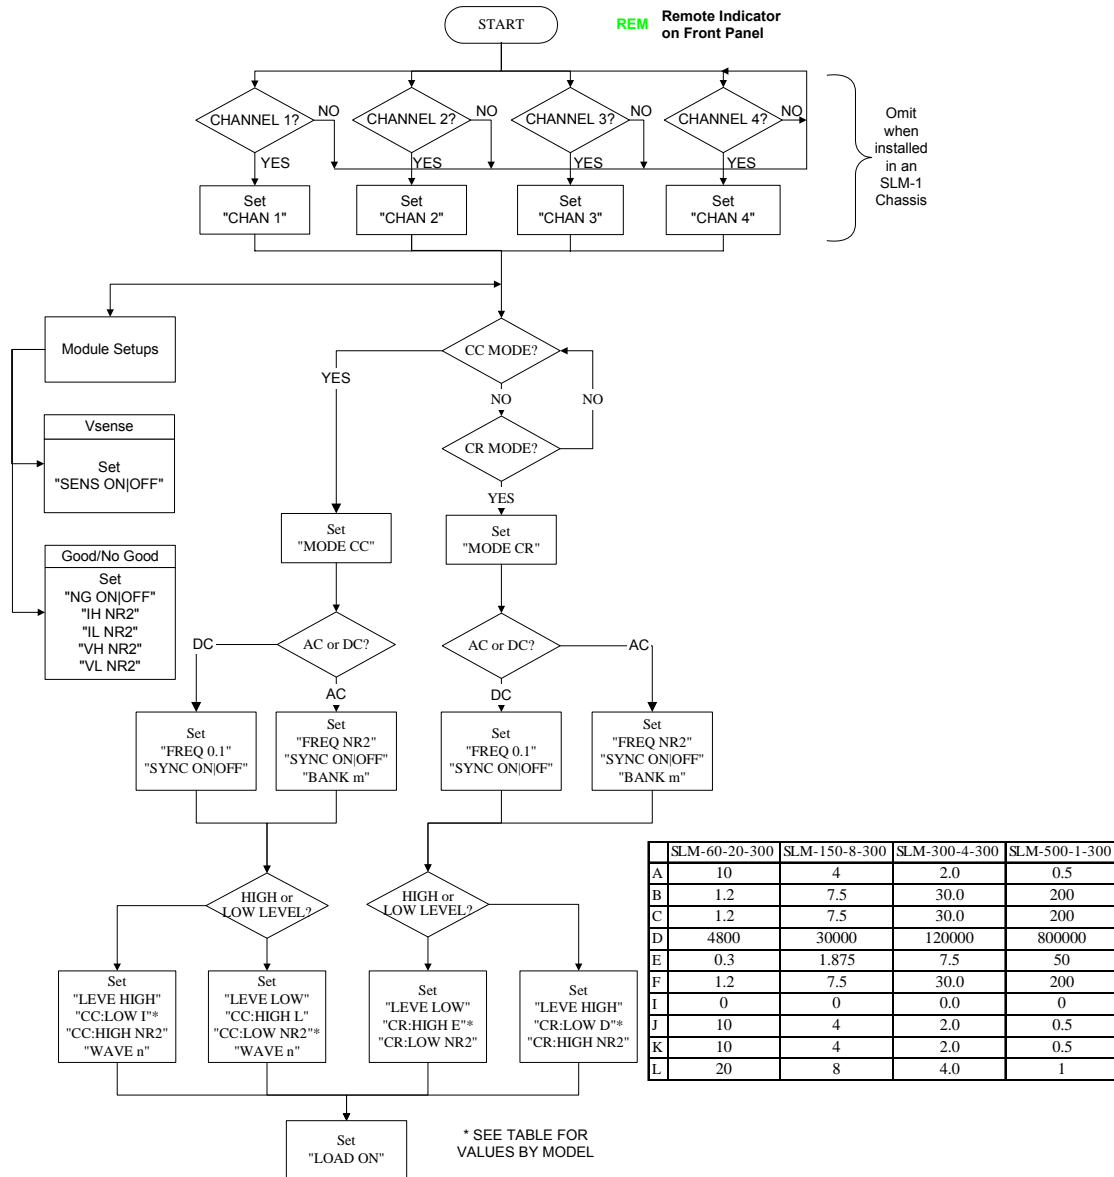 START
REM Remote Indicator
on Front Panel
CHANNEL 1?
NO
CHANNEL 2?
NO
CHANNEL 3?
NO
CHANNEL 4?
NO
YES
YES
YES
YES
Omit
when
installed
in an
SLM-1
Chassis
Set
"CHAN 1"
Set
"CHAN 2"
Set
"CHAN 3"
Set
"CHAN 4"
Module Setups
CC MODE?
YES
NO
NO
Vsense
Set
"SENS ON|OFF"
CR MODE?
YES
Set
"MODE CC"
Set
"MODE CR"
Good/No Good
Set
"NG ON|OFF"
"IH NR2"
"IL NR2"
"VH NR2"
"VL NR2"
DC
AC or DC?
AC
AC or DC?
AC
DC
Set
"FREQ 0.1"
"SYNC ON|OFF"
Set
"FREQ NR2"
"SYNC ON|OFF"
"BANK m"
Set
"FREQ 0.1"
"SYNC ON|OFF"
Set
"FREQ NR2"
"SYNC ON|OFF"
"BANK m"
HIGH or
LOW LEVEL?
HIGH or
LOW LEVEL?
Set
"LEVE HIGH"
"CC:LOW I"*
"CC:HIGH NR2"
"WAVE n"
Set
"LEVE LOW"
"CC:HIGH L"
"CC:LOW NR2"*
"WAVE n"
Set
"LEVE LOW"
"CR:HIGH E"*
"CR:LOW NR2"
Set
"LEVE HIGH"
"CR:LOW D"*
"CR:HIGH NR2"
SLM-60-20-300 SLM-150-8-300 SLM-300-4-300 SLM-500-1-300
A 10 4 2.0 0.5
B 1.2 7.5 30.0 200
C 1.2 7.5 30.0 200
D 4800 30000 120000 800000
E 0.3 1.875 7.5 50
F 1.2 7.5 30.0 200
I 0 0 0.0 0
J 10 4 2.0 0.5
K 10 4 2.0 0.5
L 20 8 4.0 1
Set
"LOAD ON"
* SEE TABLE FOR
VALUES BY MODEL